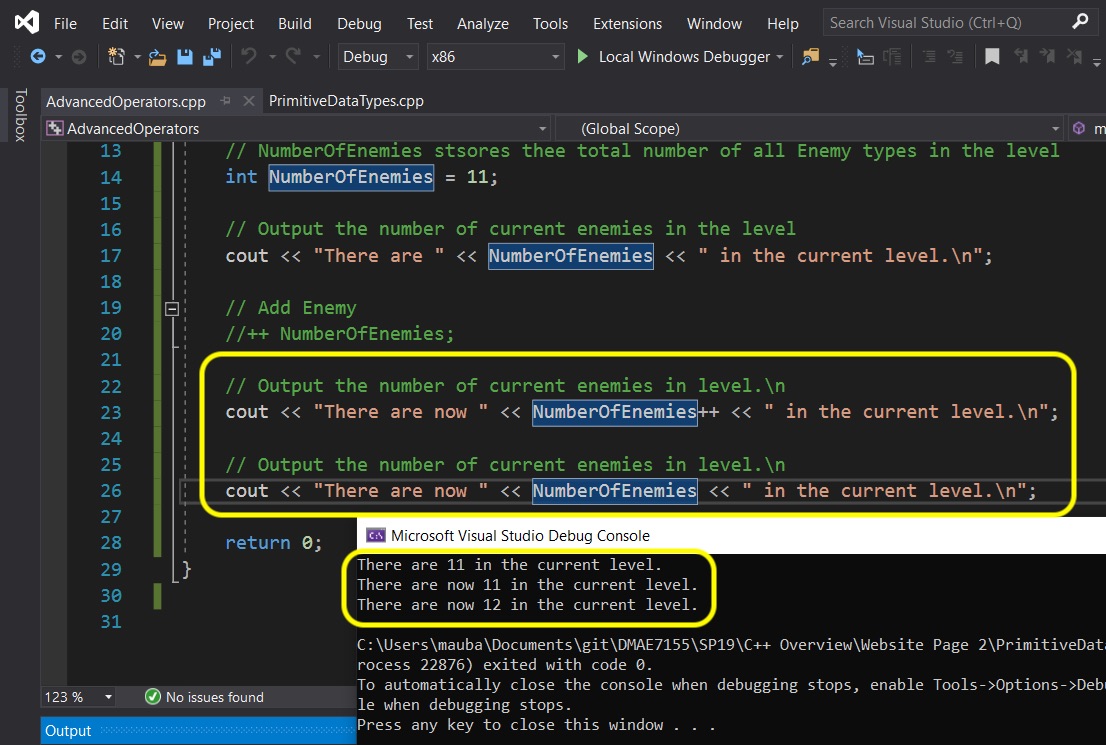 File Edit View Project Build Debug Test Analyze Tools Extensions Window Help Search Visual Studio (Ctrl+Q)
Debug x86 Local Windows Debugger
Toolbox
AdvancedOperators.cpp PrimitiveDataTypes.cpp
AdvancedOperators (Global Scope) m
13 // NumberOfEnemies stsores thee total number of all Enemy types in the level
14 int NumberOfEnemies = 11;
15
16 // Output the number of current enemies in the level
17 cout << "There are " << NumberOfEnemies << " in the current level.\n";
18
19 // Add Enemy
20 //++ NumberOfEnemies;
21
22 // Output the number of current enemies in level.\n
23 cout << "There are now " << NumberOfEnemies++ << " in the current level.\n";
24
25 // Output the number of current enemies in level.\n
26 cout << "There are now " << NumberOfEnemies << " in the current level.\n";
27
28 return 0;
29 }
30
31
123 % No issues found
Output
C:\ Microsoft Visual Studio Debug Console
There are 11 in the current level.
There are now 11 in the current level.
There are now 12 in the current level.
C:\Users\mauba\Documents\git\DMAE7155\SP19\C++ Overview\Website Page 2\PrimitiveData
rocess 22876) exited with code 0.
To automatically close the console when debugging stops, enable Tools->Options->Debu
le when debugging stops.
Press any key to close this window . . .